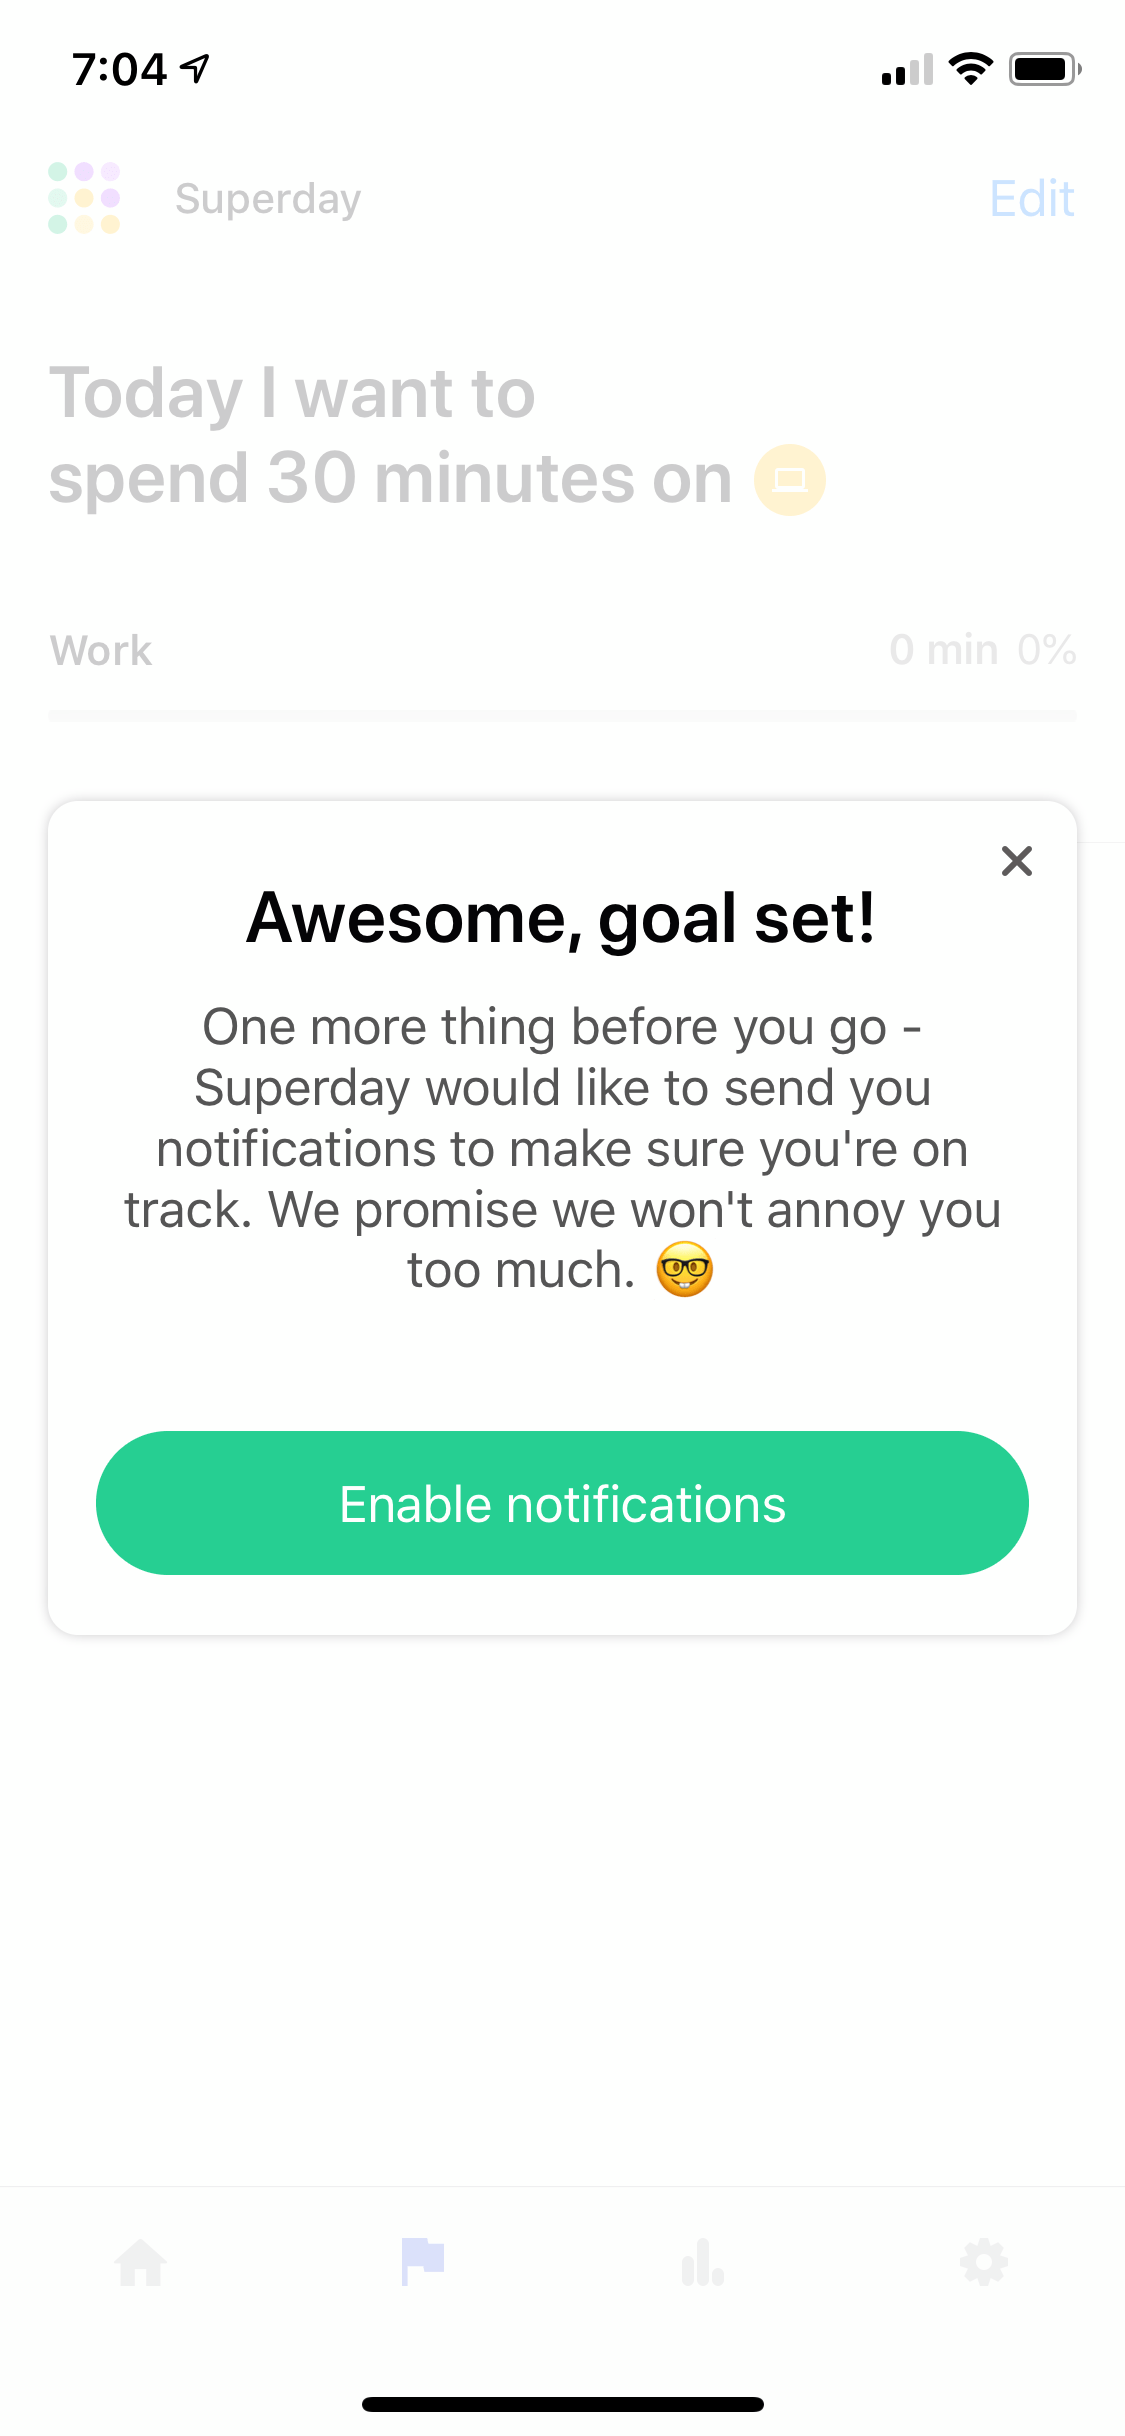 7:04
Superday
Edit
Today I want to
spend 30 minutes on
Work
0 min 0%
Awesome, goal set!
One more thing before you go -
Superday would like to send you
notifications to make sure you're on
track. We promise we won't annoy you
too much. 🤓
Enable notifications